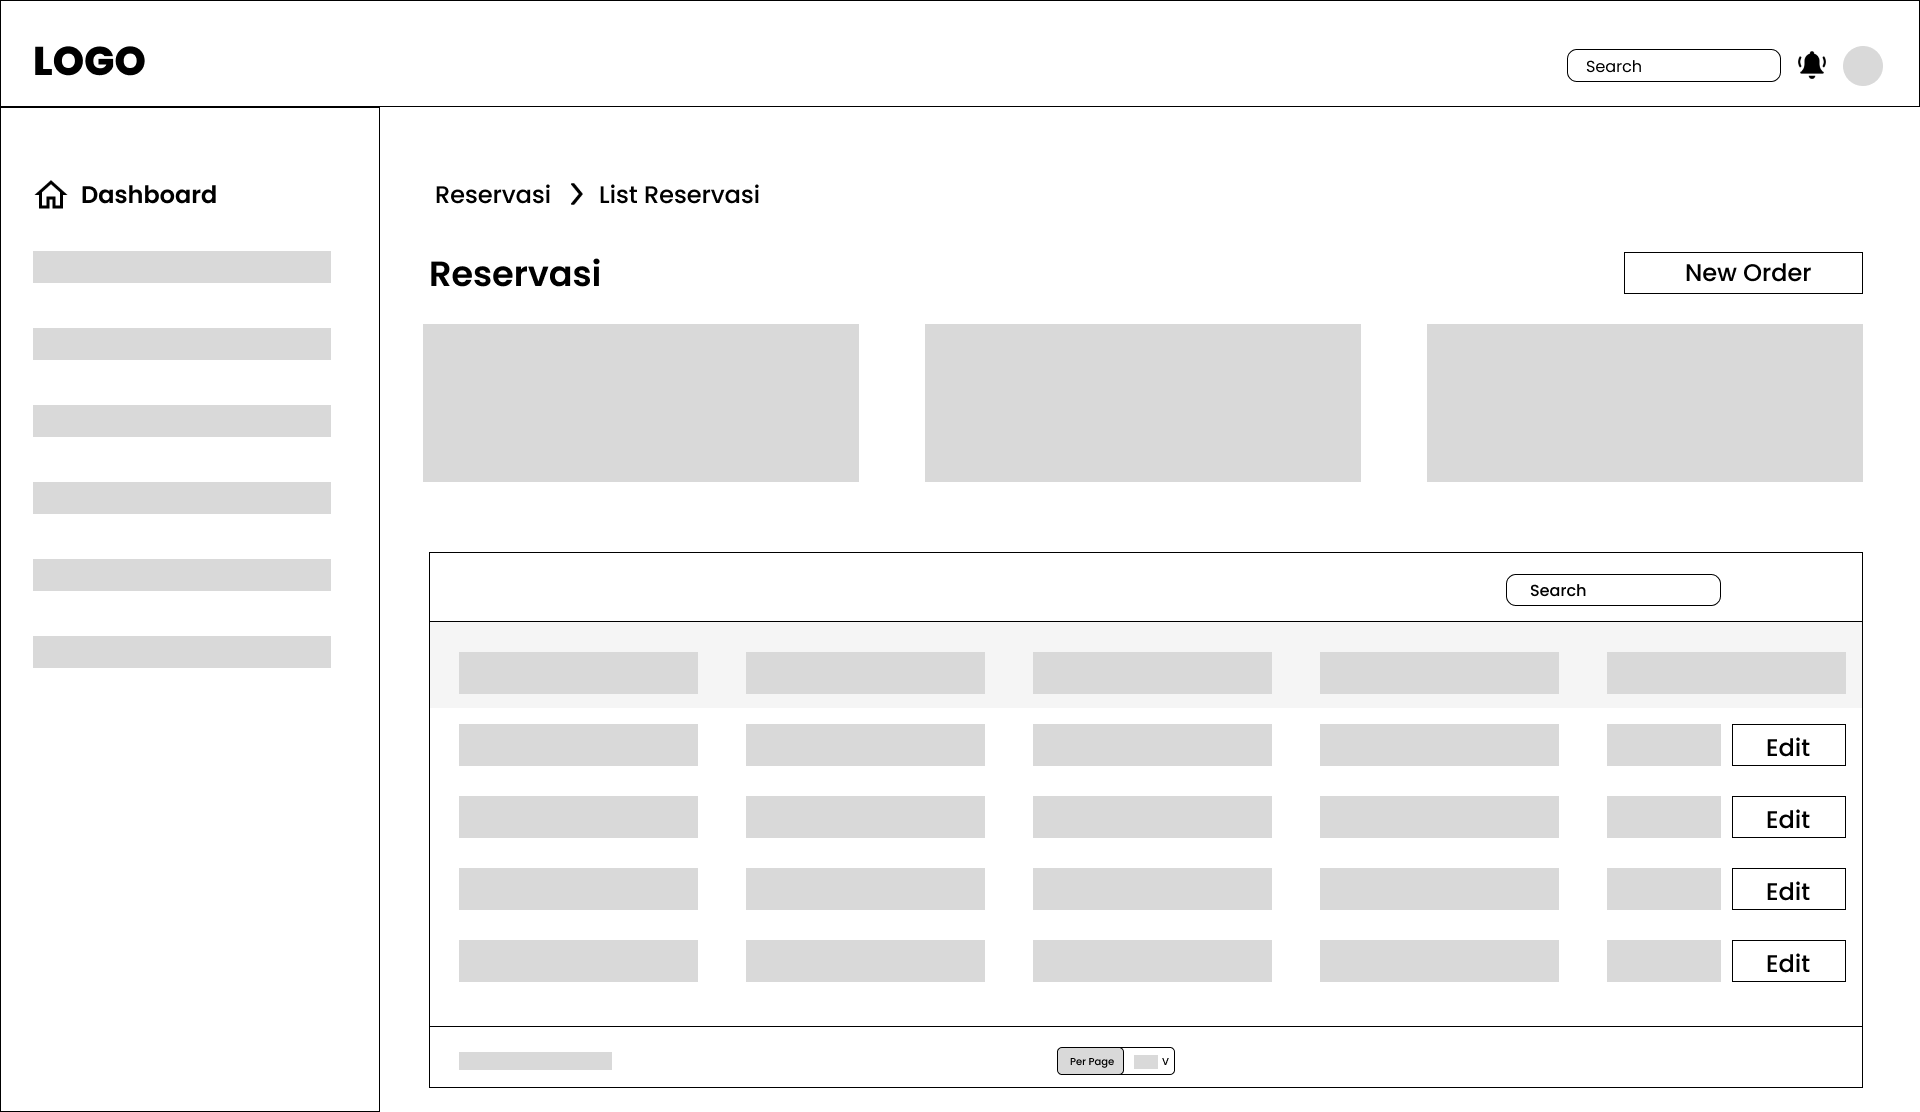 LOGO
Search
Dashboard
Reservasi
List Reservasi
Reservasi
New Order
Search
Edit
Edit
Edit
Edit
Per Page
V